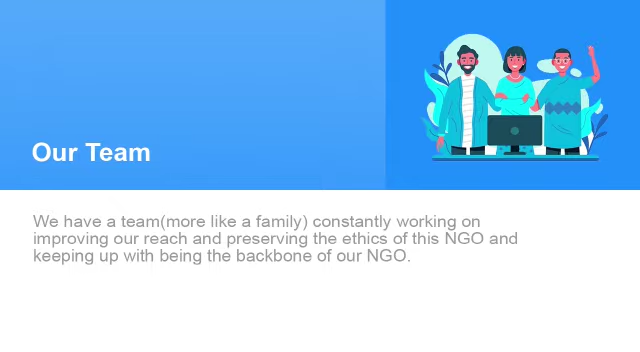 Our Team
We have a team(more like a family) constantly working on
improving our reach and preserving the ethics of this NGO and
keeping up with being the backbone of our NGO.